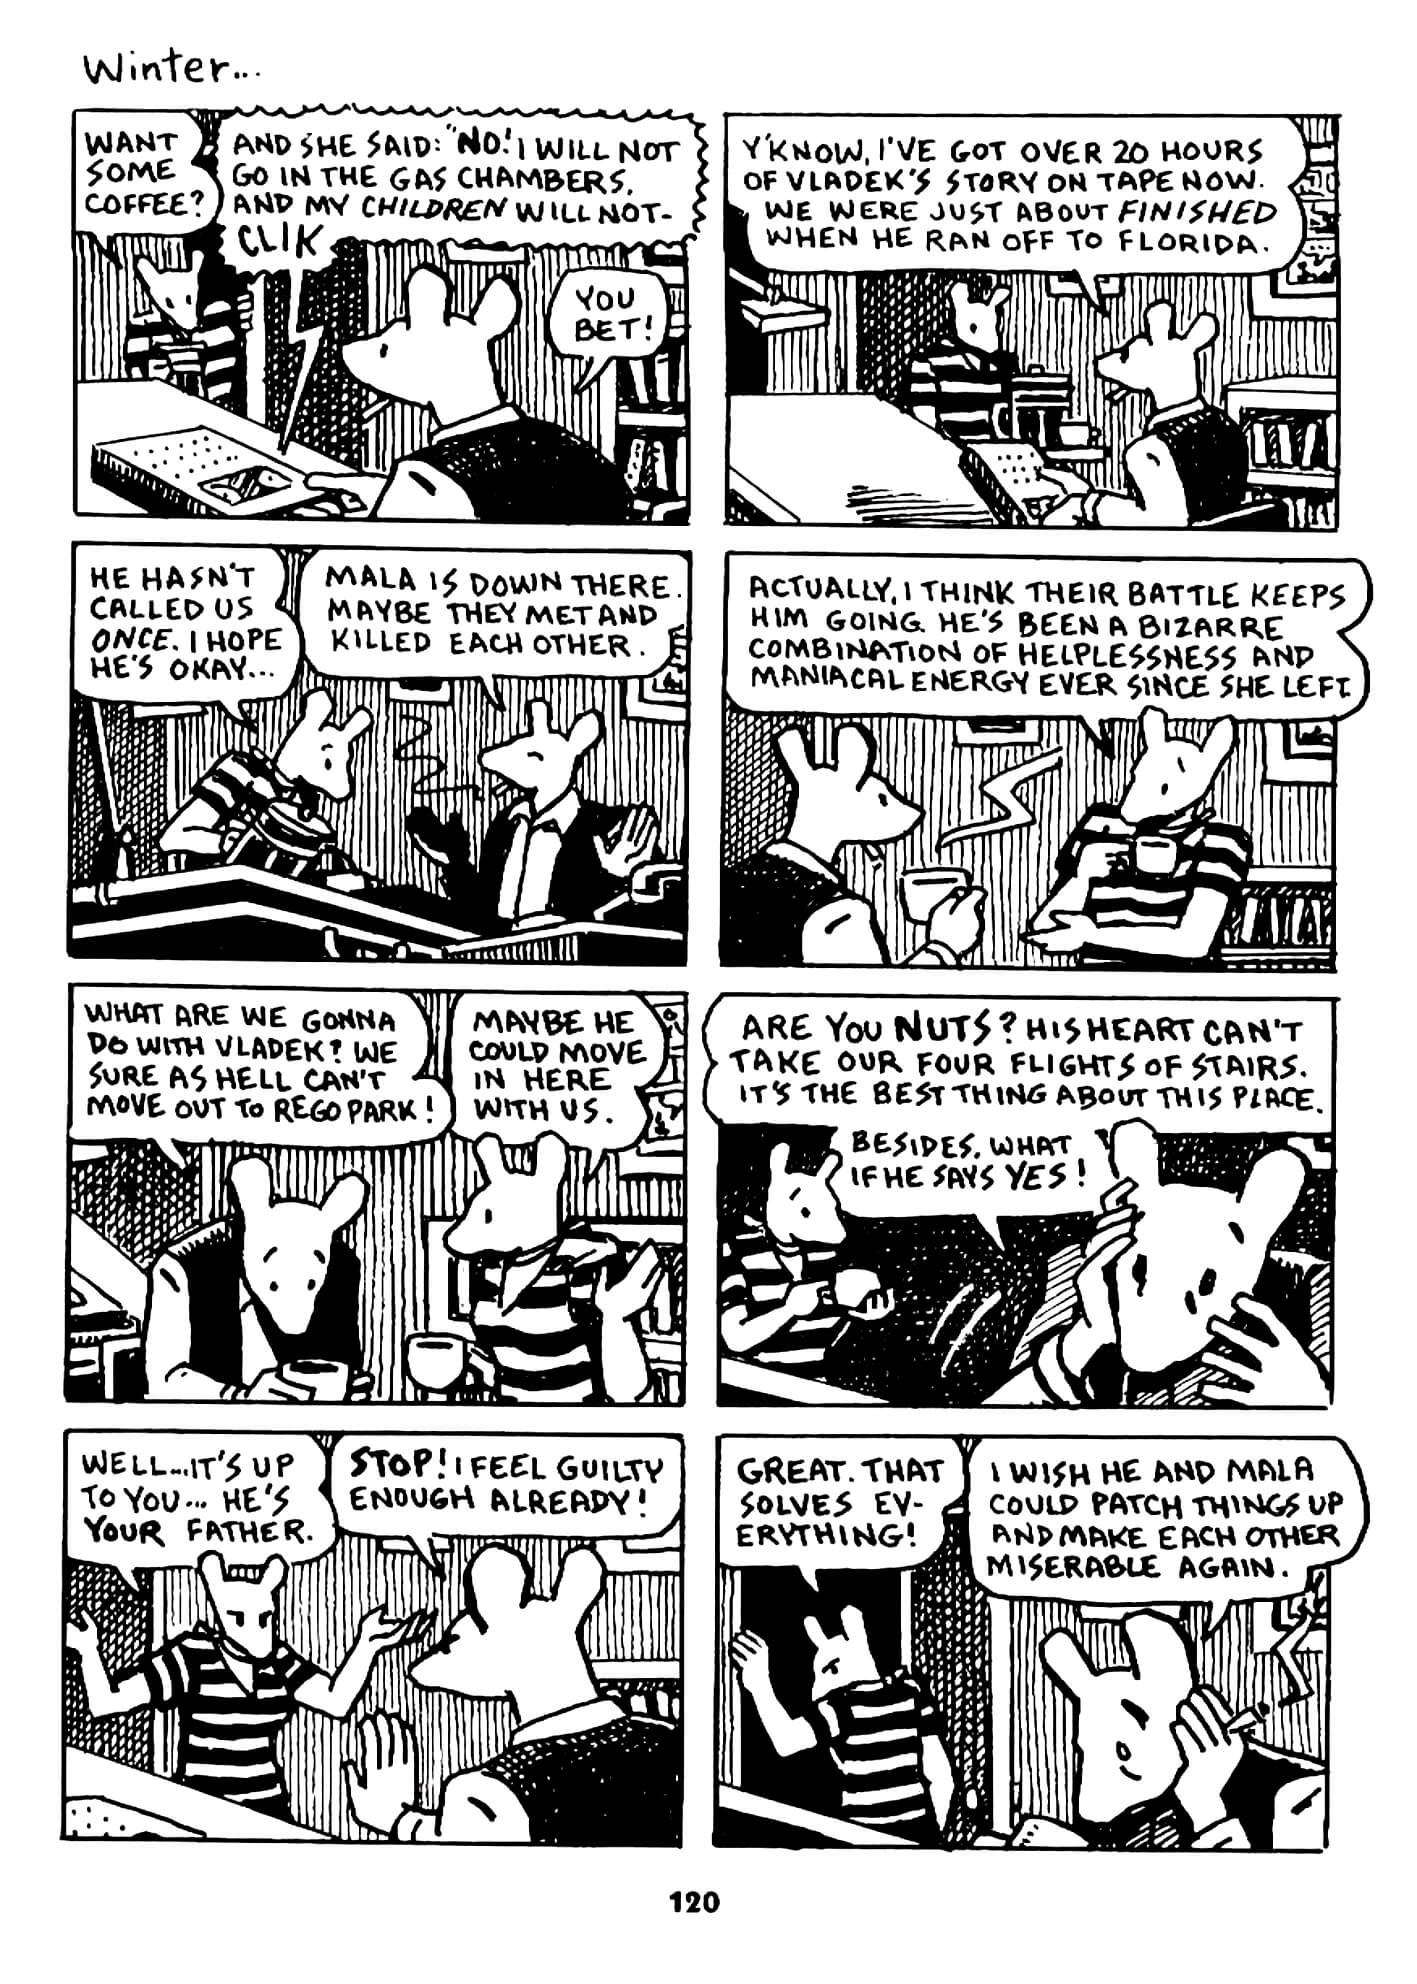 Winter...
WANT
SOME
COFFEE?
AND SHE SAID: "NO! I WILL NOT
GO IN THE GAS CHAMBERS.
AND MY CHILDREN WILL NOT-
CLIK
YOU
BET!
Y'KNOW, I'VE GOT OVER 20 HOURS
OF VLADEK'S STORY ON TAPE NOW.
WE WERE JUST ABOUT FINISHED
WHEN HE RAN OFF TO FLORIDA.
HE HASN'T
CALLED US
ONCE. I HOPE
HE'S OKAY...
MALA IS DOWN THERE.
MAYBE THEY MET AND
KILLED EACH OTHER.
ACTUALLY, I THINK THEIR BATTLE KEEPS
HIM GOING. HE'S BEEN A BIZARRE
COMBINATION OF HELPLESSNESS AND
MANIACAL ENERGY EVER SINCE SHE LEFT.
WHAT ARE WE GONNA
DO WITH VLADEK? WE
SURE AS HELL CAN'T
MOVE OUT TO REGO PARK!
MAYBE HE
COULD MOVE
IN HERE
WITH US.
ARE YOU NUTS? HIS HEART CAN'T
TAKE OUR FOUR FLIGHTS OF STAIRS.
IT'S THE BEST THING ABOUT THIS PLACE.
BESIDES, WHAT
IF HE SAYS YES!
WELL...IT'S UP
TO YOU... HE'S
YOUR FATHER.
STOP! I FEEL GUILTY
ENOUGH ALREADY!
GREAT. THAT
SOLVES EV-
ERYTHING!
I WISH HE AND MALA
COULD PATCH THINGS UP
AND MAKE EACH OTHER
MISERABLE AGAIN.
120